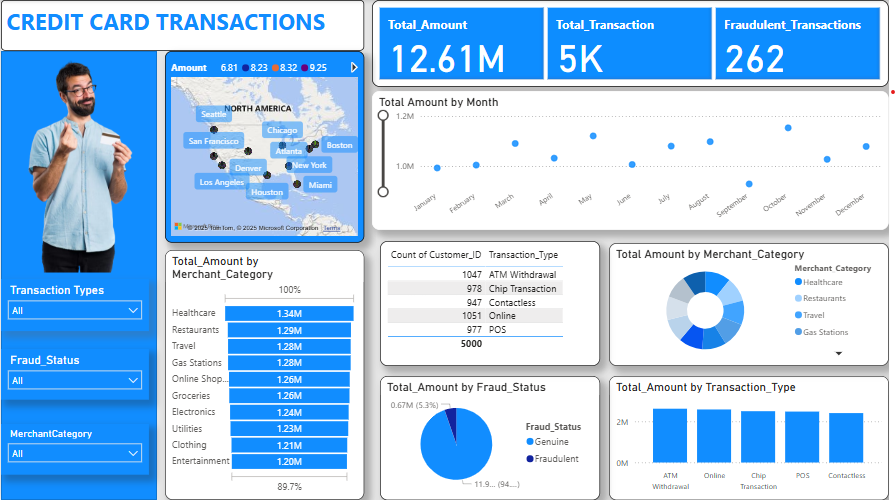 CREDIT CARD TRANSACTIONS
Total_Amount
12.61M
Total_Transaction
5K
Fraudulent_Transactions
262
Transaction Types
All
Fraud_Status
All
MerchantCategory
All
Amount 6.81 8.23 8.32 9.25
NORTH AMERICA
Seattle
Chicago
San Francisco
Boston
Atlanta
Denver
New York
Los Angeles
Miami
Houston
© 2025 TomTom, © 2025 Microsoft Corporation Terms
Total Amount by Month
1.2M
1.0M
January
February
March
April
May
June
July
August
September
October
November
December
Total_Amount by
Merchant_Category
100%
Healthcare 1.34M
Restaurants 1.29M
Travel 1.28M
Gas Stations 1.28M
Online Shop... 1.26M
Groceries 1.26M
Electronics 1.24M
Utilities 1.23M
Clothing 1.21M
Entertainment 1.20M
89.7%
Count of Customer_ID Transaction_Type
1047 ATM Withdrawal
978 Chip Transaction
947 Contactless
1051 Online
977 POS
5000
Total Amount by Merchant_Category
Merchant_Category
Healthcare
Restaurants
Travel
Gas Stations
Total_Amount by Fraud_Status
0.67M (5.3%)
11.9... (94....)
Fraud_Status
Genuine
Fraudulent
Total_Amount by Transaction_Type
2M
0M
ATM
Withdrawal
Online
Chip
Transaction
POS
Contactless